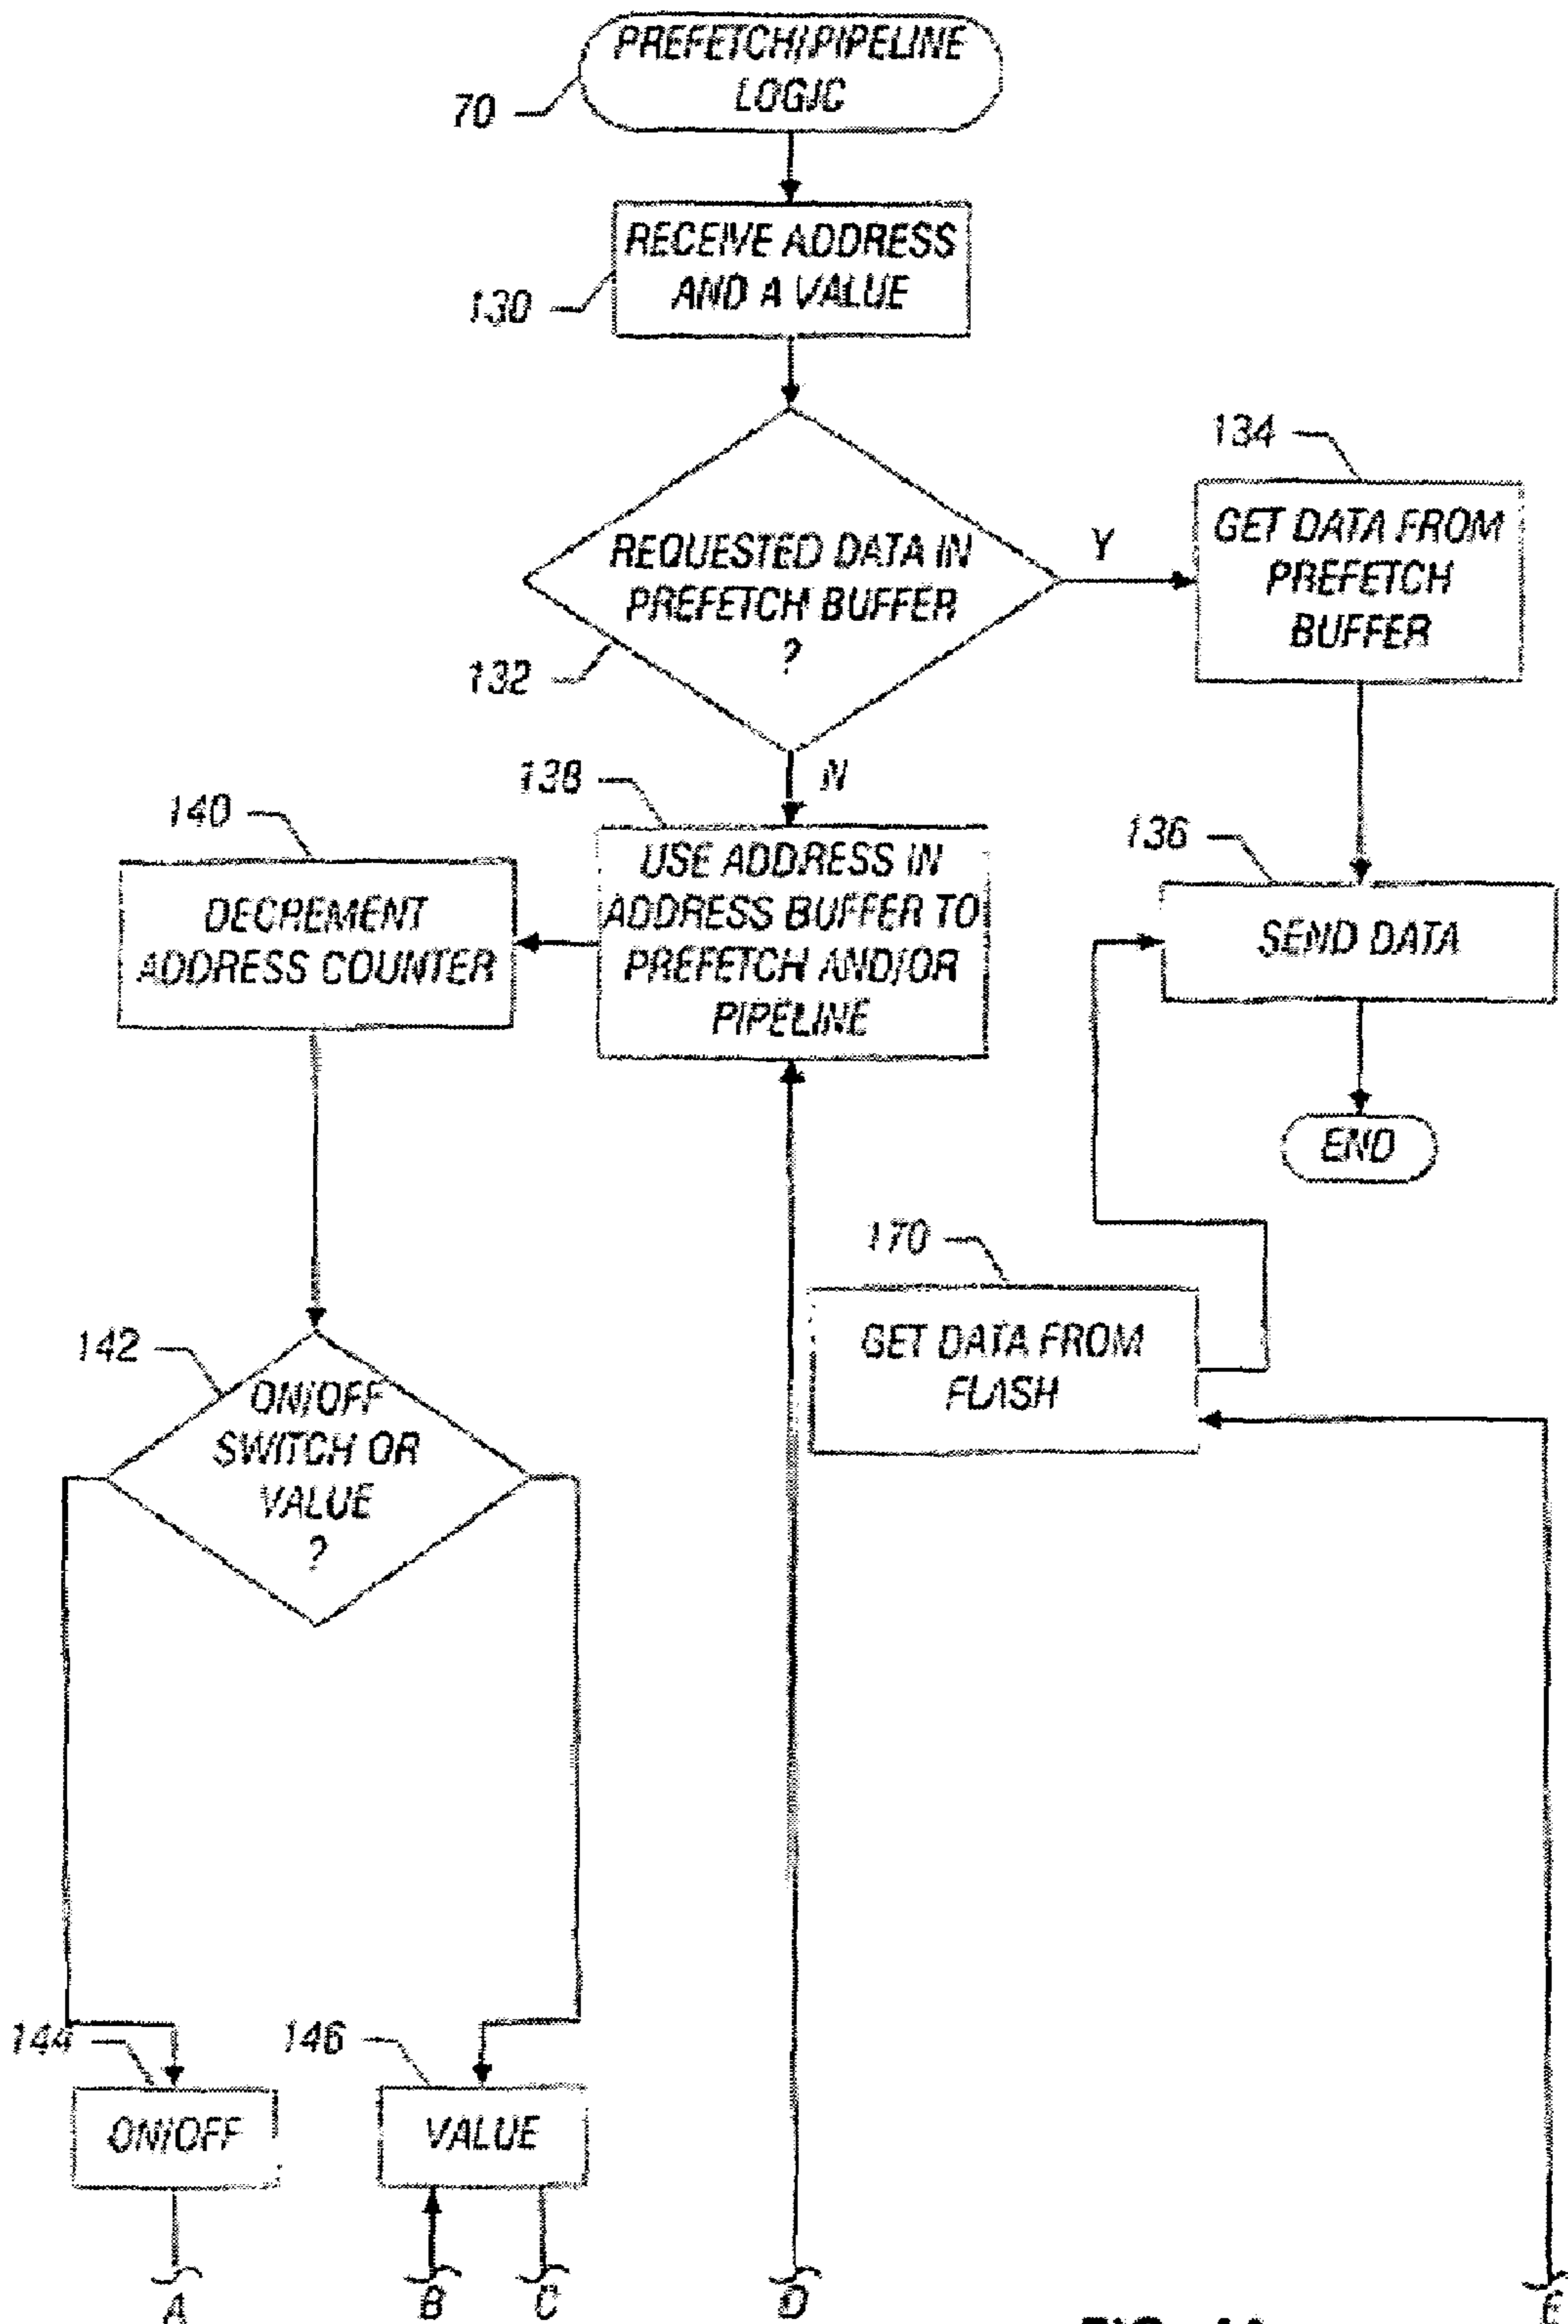 PREFETCH/PIPELINE
LOGIC
70
RECEIVE ADDRESS
AND A VALUE
130
REQUESTED DATA IN
PREFETCH BUFFER
?
132
Y
N
134
GET DATA FROM
PREFETCH
BUFFER
138
USE ADDRESS IN
ADDRESS BUFFER TO
PREFETCH AND/OR
PIPELINE
140
DECREMENT
ADDRESS COUNTER
136
SEND DATA
END
170
GET DATA FROM
FLASH
142
ON/OFF
SWITCH OR
VALUE
?
144
ON/OFF
146
VALUE
A
B
C
D
E